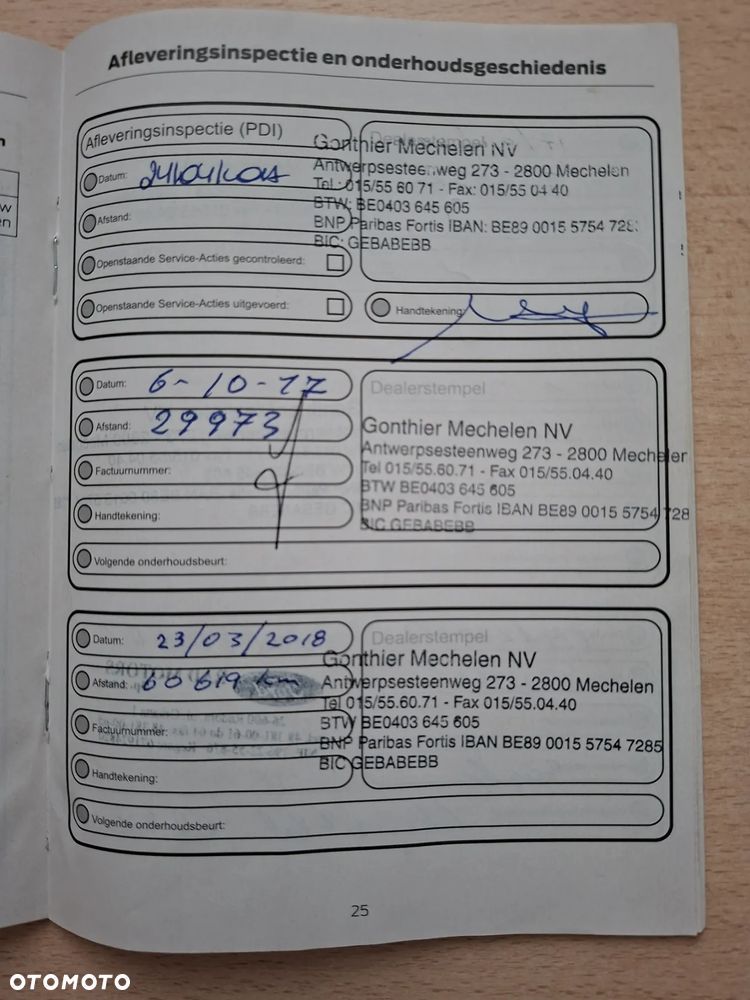 Afleveringsinspectie en onderhoudsgeschiedenis
Afleveringsinspectie (PDI)
Datum:
Afstand:
Openstaande Service-Acties gecontroleerd:
Openstaande Service-Acties uitgevoerd:
Dealerstempel
Gonthier Mechelen NV
Antwerpsesteenweg 273 - 2800 Mechelen
Tel.: 015/55 60 71 - Fax: 015/55 04 40
BTW: BE0403 645 605
BNP Paribas Fortis IBAN: BE89 0015 5754 728
BIC: GEBABEBB
Handtekening:
Datum: 6-10-17
Afstand: 29973
Factuurnummer:
Handtekening:
Volgende onderhoudsbeurt:
Dealerstempel
Gonthier Mechelen NV
Antwerpsesteenweg 273 - 2800 Mecheler
Tel 015/55.60.71 - Fax 015/55.04.40
BTW BE0403 645 605
BNP Paribas Fortis IBAN BE89 0015 5754 728
BIC GEBABEBB
Datum: 23/03/2018
Afstand: 60619 km
Factuurnummer:
Handtekening:
Volgende onderhoudsbeurt:
Dealerstempel
Gonthier Mechelen NV
Antwerpsesteenweg 273 - 2800 Mechelen
Tel 015/55.60.71 - Fax 015/55.04.40
BTW BE0403 645 605
BNP Paribas Fortis IBAN BE89 0015 5754 7285
BIC GEBABEBB
25
OTOMOTO